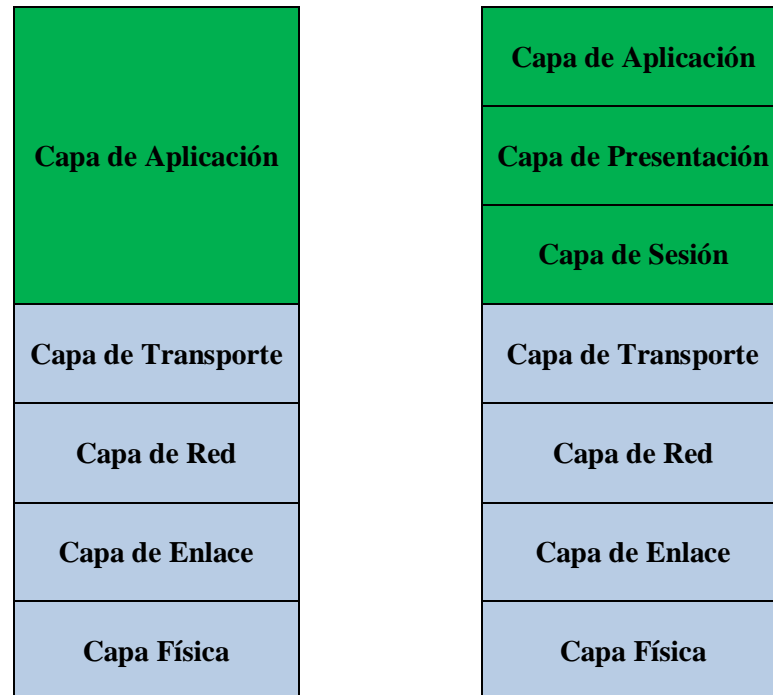 Capa de Aplicación
Capa de Transporte
Capa de Red
Capa de Enlace
Capa Física
Capa de Aplicación
Capa de Presentación
Capa de Sesión
Capa de Transporte
Capa de Red
Capa de Enlace
Capa Física